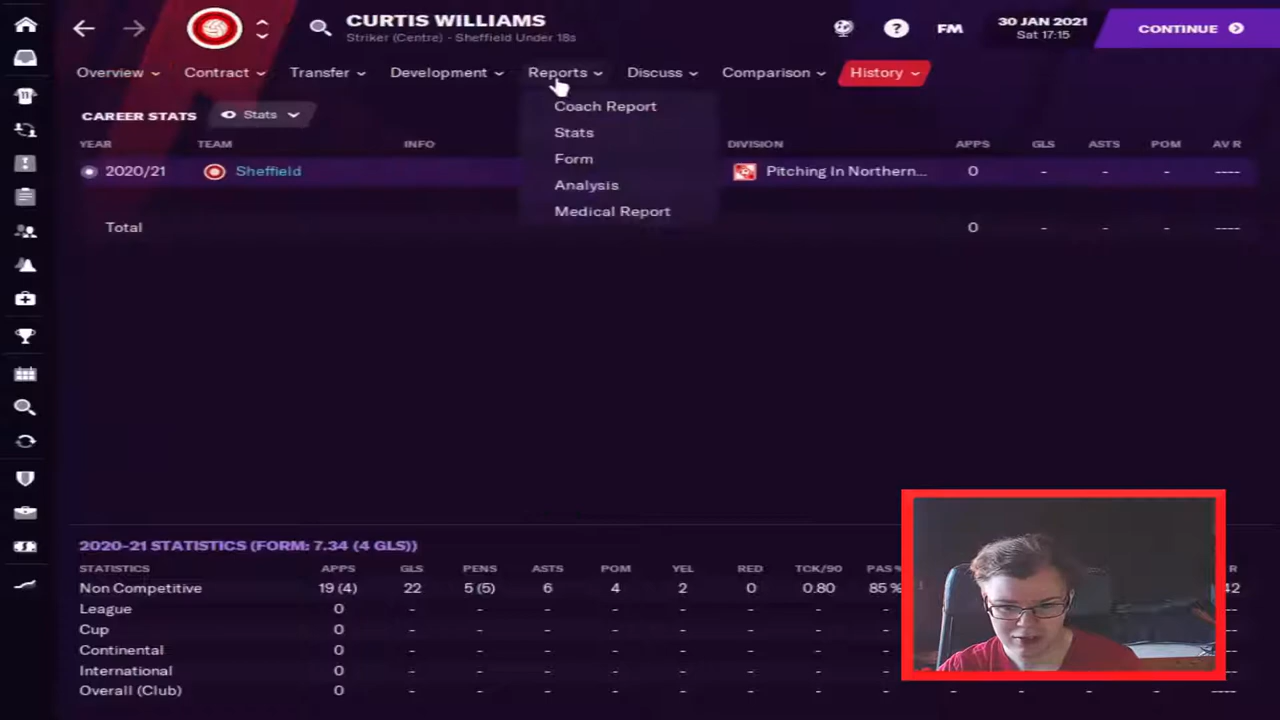 CURTIS WILLIAMS
Striker (Centre) - Sheffield Under 18s
FM
30 JAN 2021
Sat 17:15
CONTINUE
Overview
Contract
Transfer
Development
Reports
Discuss
Comparison
History
Coach Report
Stats
Form
Analysis
Medical Report
CAREER STATS
Stats
YEAR TEAM INFO DIVISION APPS GLS ASTS POM AV R
2020/21 Sheffield Pitching In Northern... 0 - - - ----
Total 0 - - - ----
2020-21 STATISTICS (FORM: 7.34 (4 GLS))
STATISTICS APPS GLS PENS ASTS POM YEL RED TCK/90 PAS % R
Non Competitive 19 (4) 22 5 (5) 6 4 2 0 0.80 85 % 42
League 0 - - - - - - - -
Cup 0 - - - - - - - -
Continental 0 - - - - - - - -
International 0 - - - - - - - -
Overall (Club) 0 - - - - - - - - - - - - ----